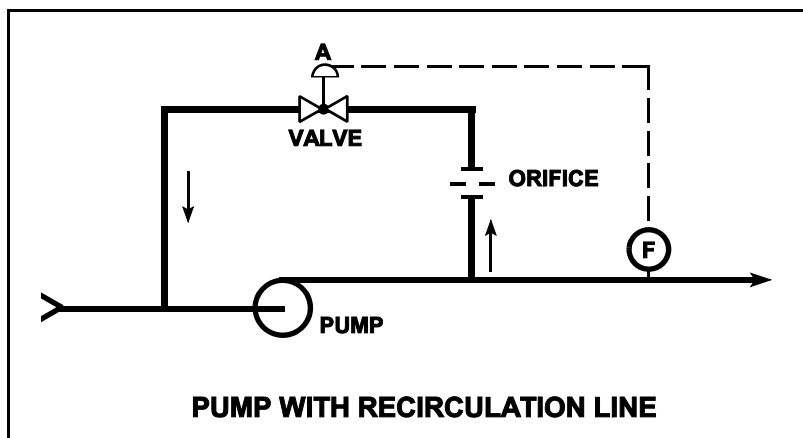 A
VALVE
ORIFICE
F
PUMP
PUMP WITH RECIRCULATION LINE